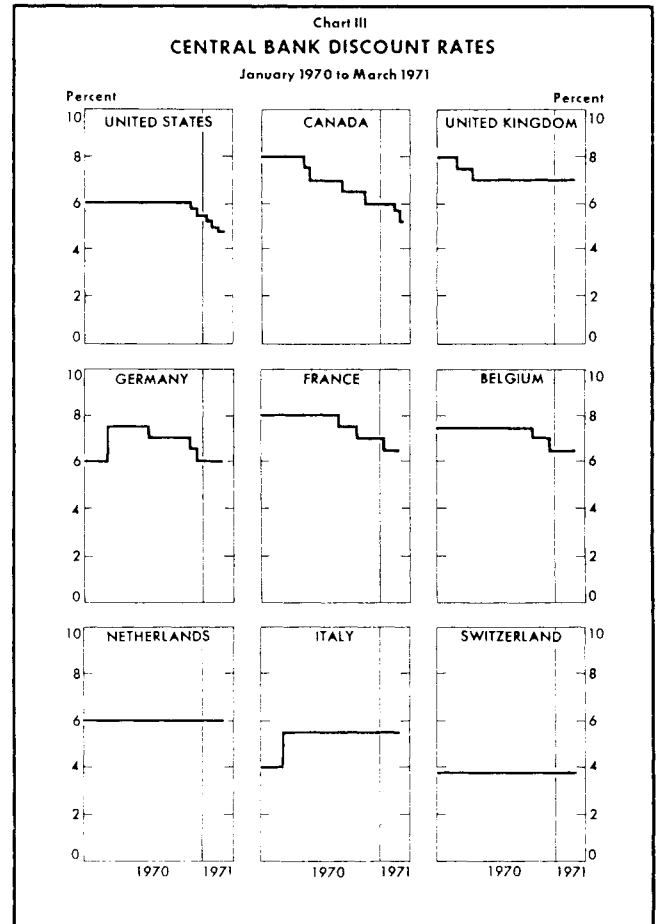 Chart III
CENTRAL BANK DISCOUNT RATES
January 1970 to March 1971
Percent Percent
UNITED STATES CANADA UNITED KINGDOM
10 10
8 8
6 6
4 4
2 2
0 0
GERMANY FRANCE BELGIUM
10 10
8 8
6 6
4 4
2 2
0 0
NETHERLANDS ITALY SWITZERLAND
10 10
8 8
6 6
4 4
2 2
0 0
1970 1971 1970 1971 1970 1971